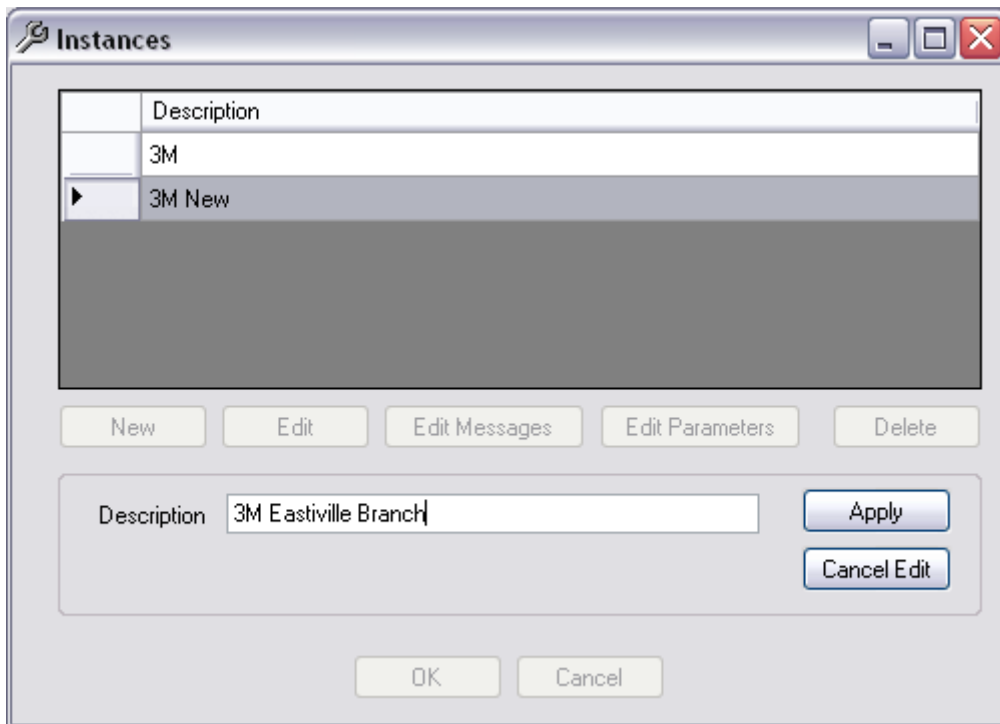 Instances
Description
3M
3M New
New Edit Edit Messages Edit Parameters Delete
Description 3M Eastiville Branch Apply
Cancel Edit
OK Cancel